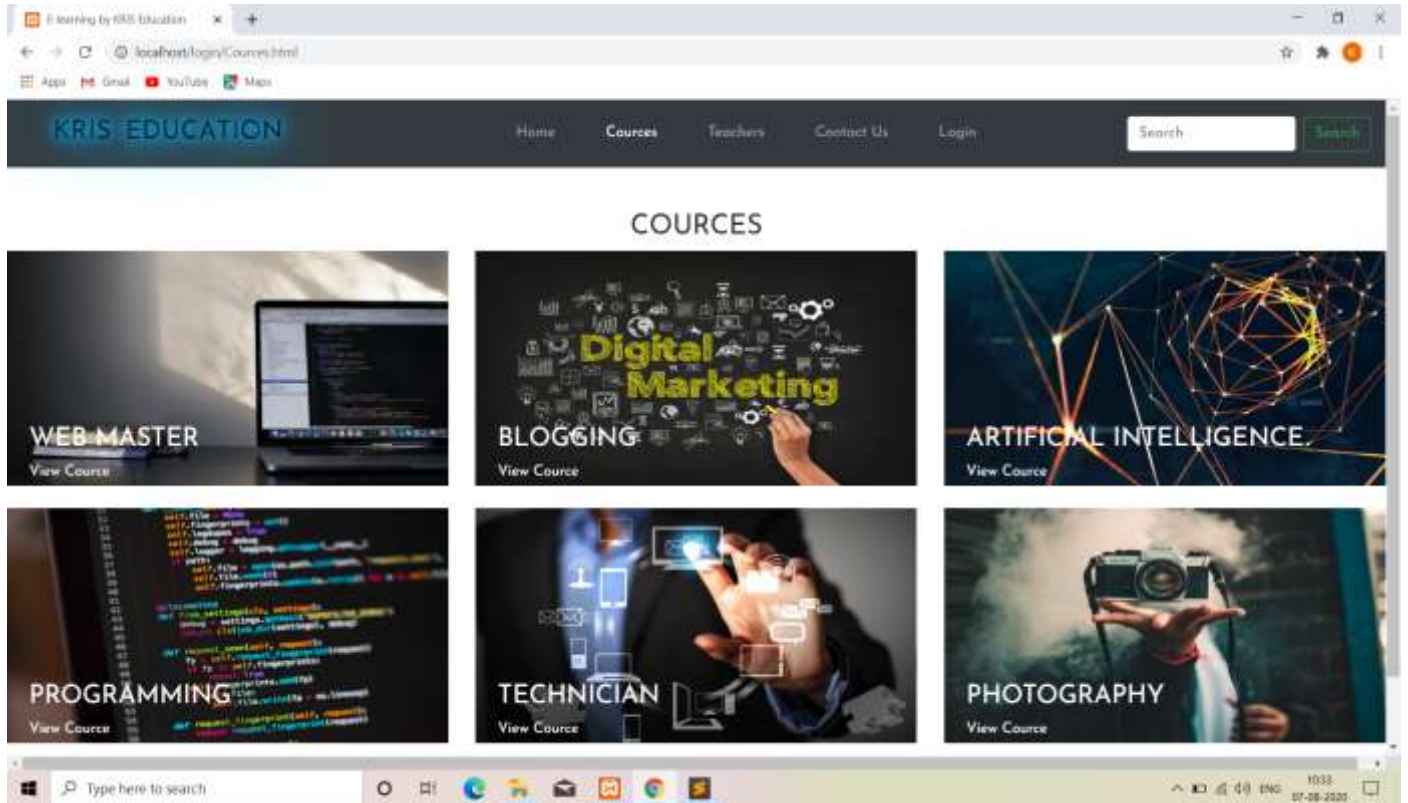 E-learning by KRIS Education
localhost/login/Cources.html
Apps Gmail YouTube Maps
KRIS EDUCATION
Home Cources Teachers Contact Us Login Search Search
COURCES
Digital
Marketing
WEB MASTER
View Cource
BLOGGING
View Cource
ARTIFICIAL INTELLIGENCE.
View Cource
PROGRAMMING
View Cource
TECHNICIAN
View Cource
PHOTOGRAPHY
View Cource
Type here to search
ENG
10:33
07-08-2020